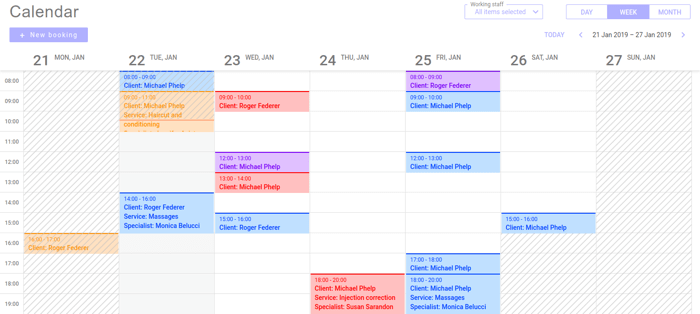 Calendar
Working staff
All items selected
DAY
WEEK
MONTH
+ New booking
TODAY
21 Jan 2019 – 27 Jan 2019
21 MON, JAN
22 TUE, JAN
23 WED, JAN
24 THU, JAN
25 FRI, JAN
26 SAT, JAN
27 SUN, JAN
08:00
08:00 - 09:00
Client: Michael Phelp
08:00 - 09:00
Client: Roger Federer
09:00
09:00 - 11:00
Client: Michael Phelp
Service: Haircut and
conditioning
09:00 - 10:00
Client: Roger Federer
09:00 - 10:00
Client: Michael Phelp
10:00
11:00
12:00
12:00 - 13:00
Client: Michael Phelp
12:00 - 13:00
Client: Michael Phelp
13:00
13:00 - 14:00
Client: Michael Phelp
14:00
14:00 - 16:00
Client: Roger Federer
Service: Massages
Specialist: Monica Belucci
15:00
15:00 - 16:00
Client: Roger Federer
15:00 - 16:00
Client: Michael Phelp
16:00
16:00 - 17:00
Client: Roger Federer
17:00
17:00 - 18:00
Client: Michael Phelp
18:00
18:00 - 20:00
Client: Michael Phelp
Service: Injection correction
Specialist: Susan Sarandon
18:00 - 20:00
Client: Michael Phelp
Service: Massages
Specialist: Monica Belucci
19:00